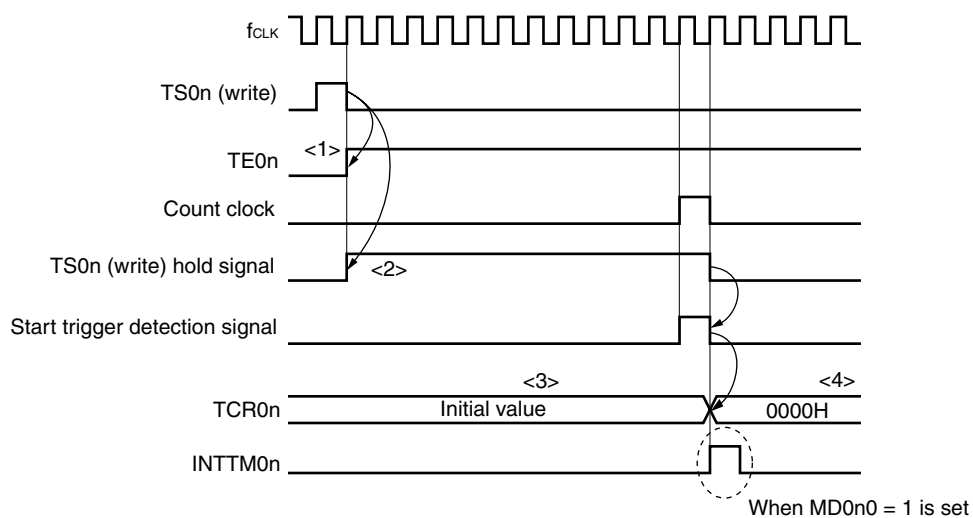 fCLK
TS0n (write)
<1>
TE0n
Count clock
TS0n (write) hold signal
<2>
Start trigger detection signal
<3>
<4>
TCR0n
Initial value
0000H
INTTM0n
When MD0n0 = 1 is set